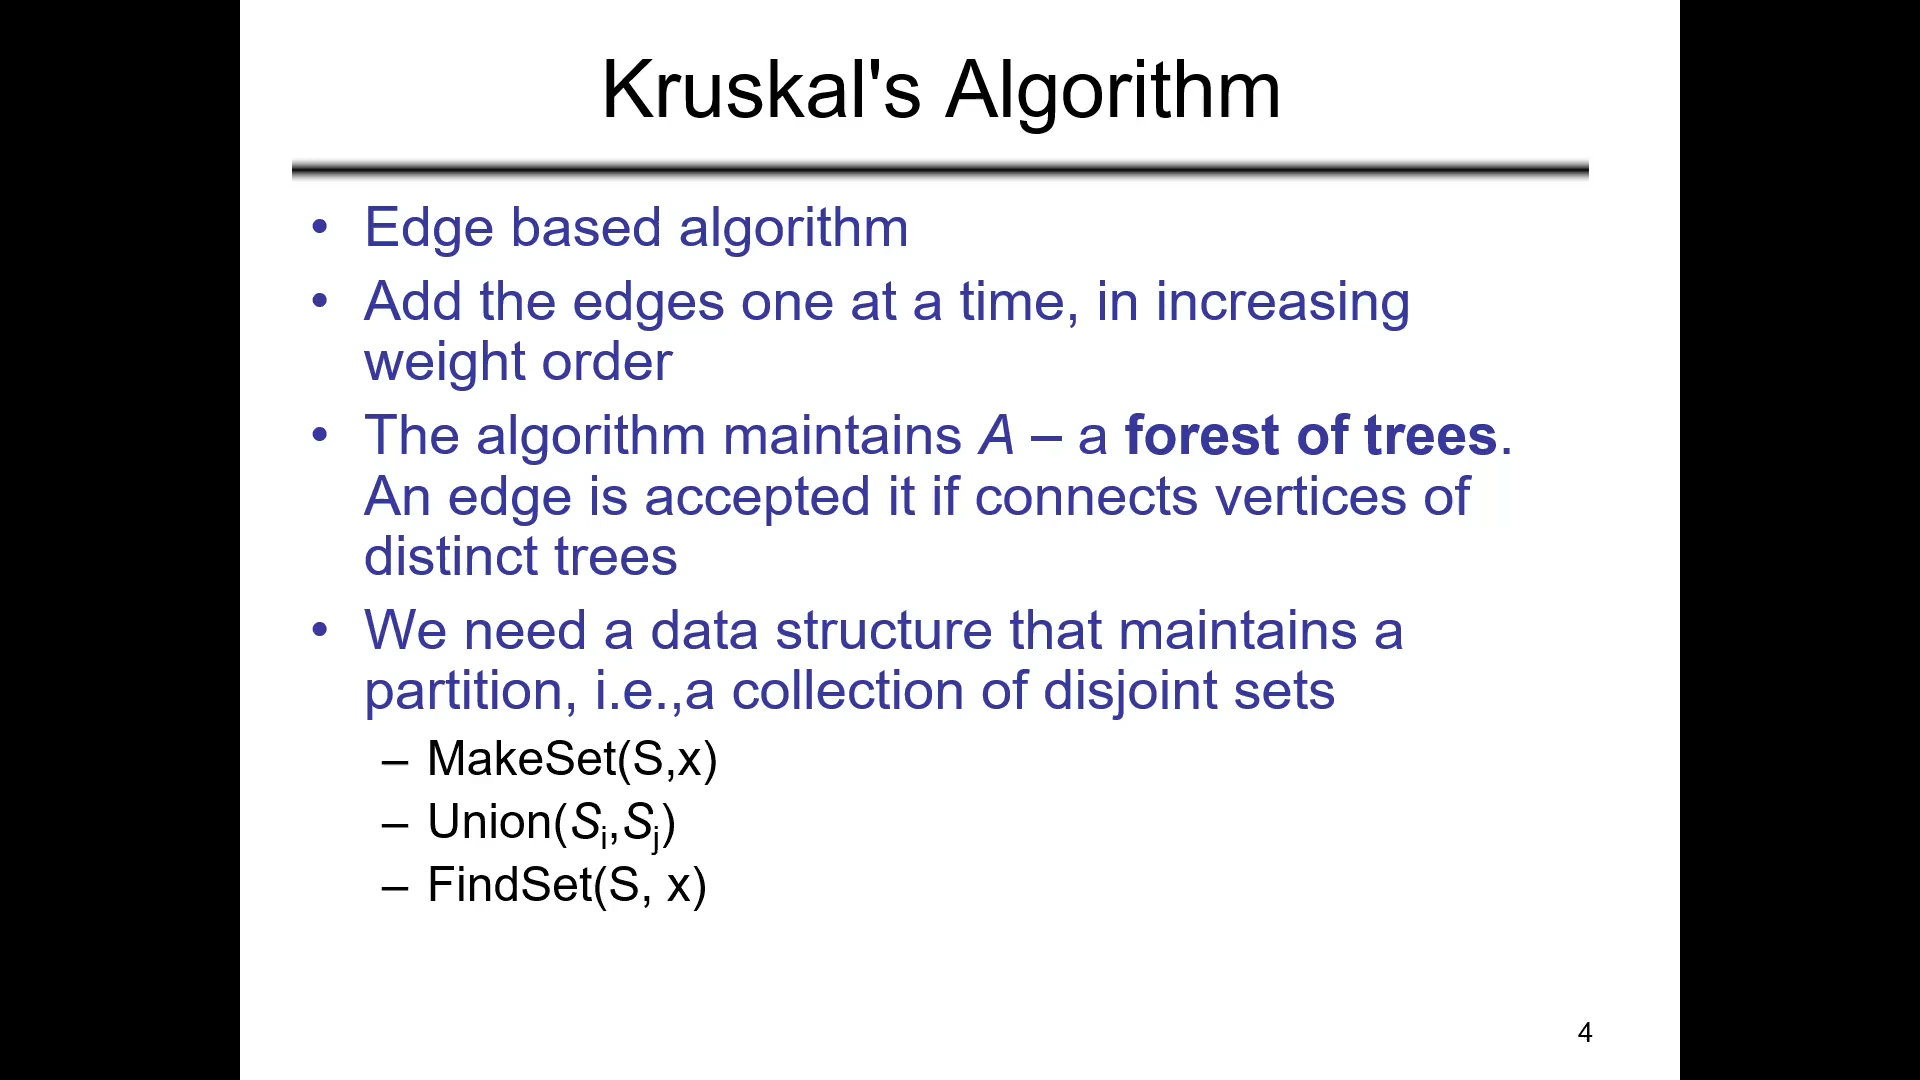 Kruskal's Algorithm
• Edge based algorithm
• Add the edges one at a time, in increasing
weight order
• The algorithm maintains A – a forest of trees.
An edge is accepted it if connects vertices of
distinct trees
• We need a data structure that maintains a
partition, i.e.,a collection of disjoint sets
– MakeSet(S,x)
– Union(Si,Sj)
– FindSet(S, x)
4